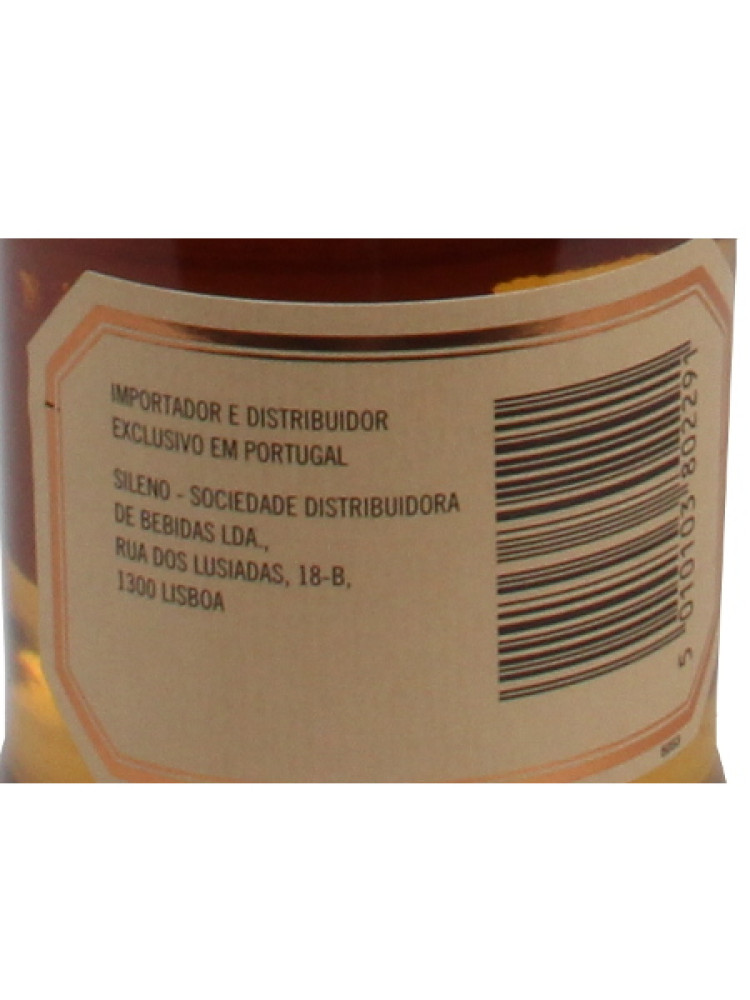 IMPORTADOR E DISTRIBUIDOR
EXCLUSIVO EM PORTUGAL
SILENO - SOCIEDADE DISTRIBUIDORA
DE BEBIDAS LDA.,
RUA DOS LUSIADAS, 18-B,
1300 LISBOA
5 010103 802291